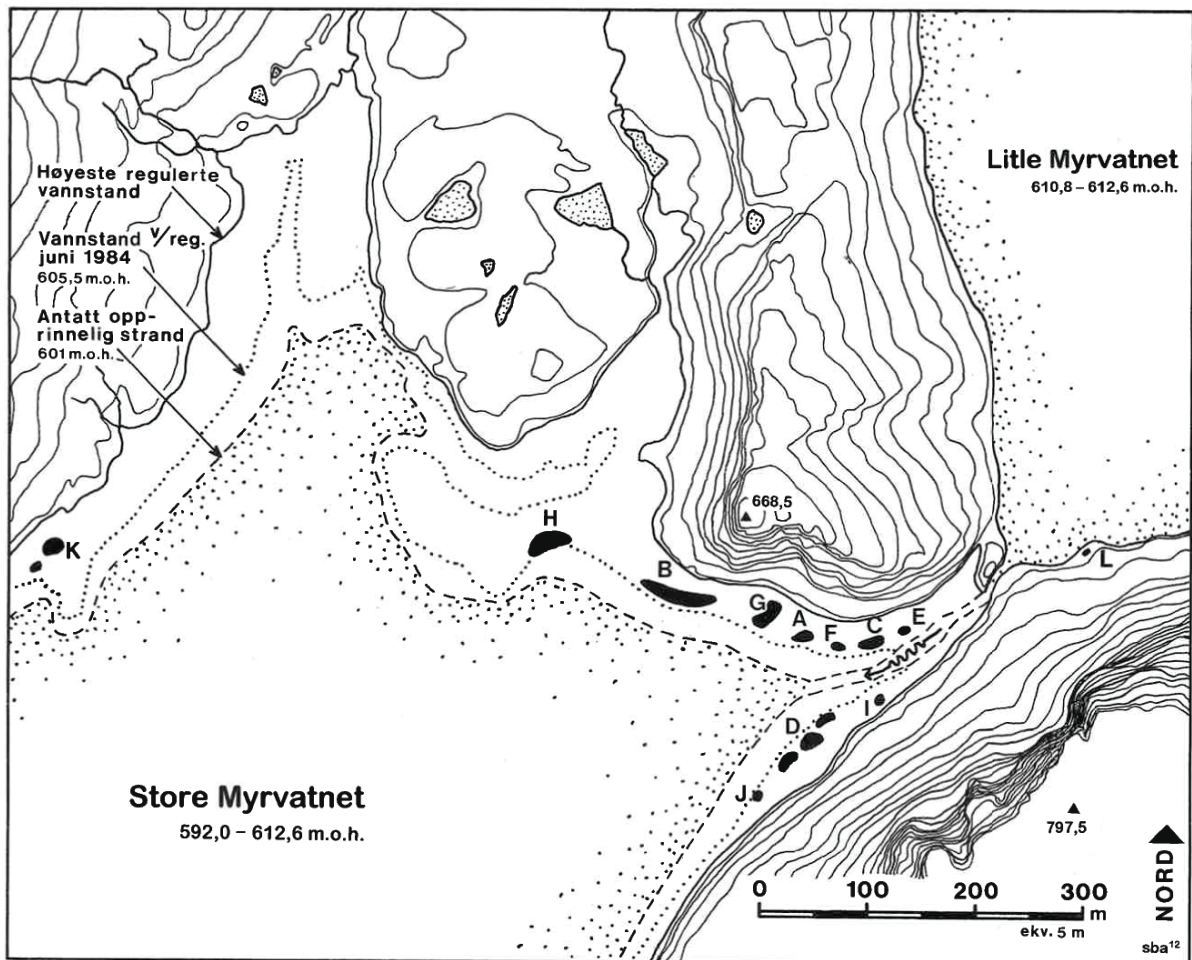 Høyeste regulerte
vannstand
Vannstand v/reg.
juni 1984
605,5 m.o.h.
Antatt opp-
rinnelig strand
601 m.o.h.
Litle Myrvatnet
610,8 – 612,6 m.o.h.
668,5
K
H
B
G
A
F
C
E
L
I
D
J
Store Myrvatnet
592,0 – 612,6 m.o.h.
797,5
NORD
0 100 200 300
m
ekv. 5 m
sba12